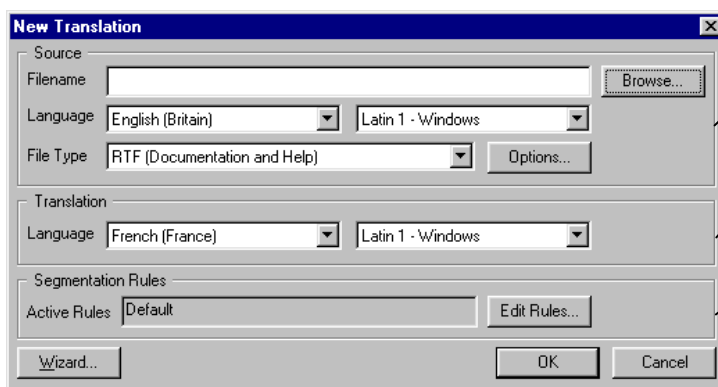 New Translation
Source
Filename Browse...
Language English (Britain) Latin 1 - Windows
File Type RTF (Documentation and Help) Options...
Translation
Language French (France) Latin 1 - Windows
Segmentation Rules
Active Rules Default Edit Rules...
Wizard... OK Cancel